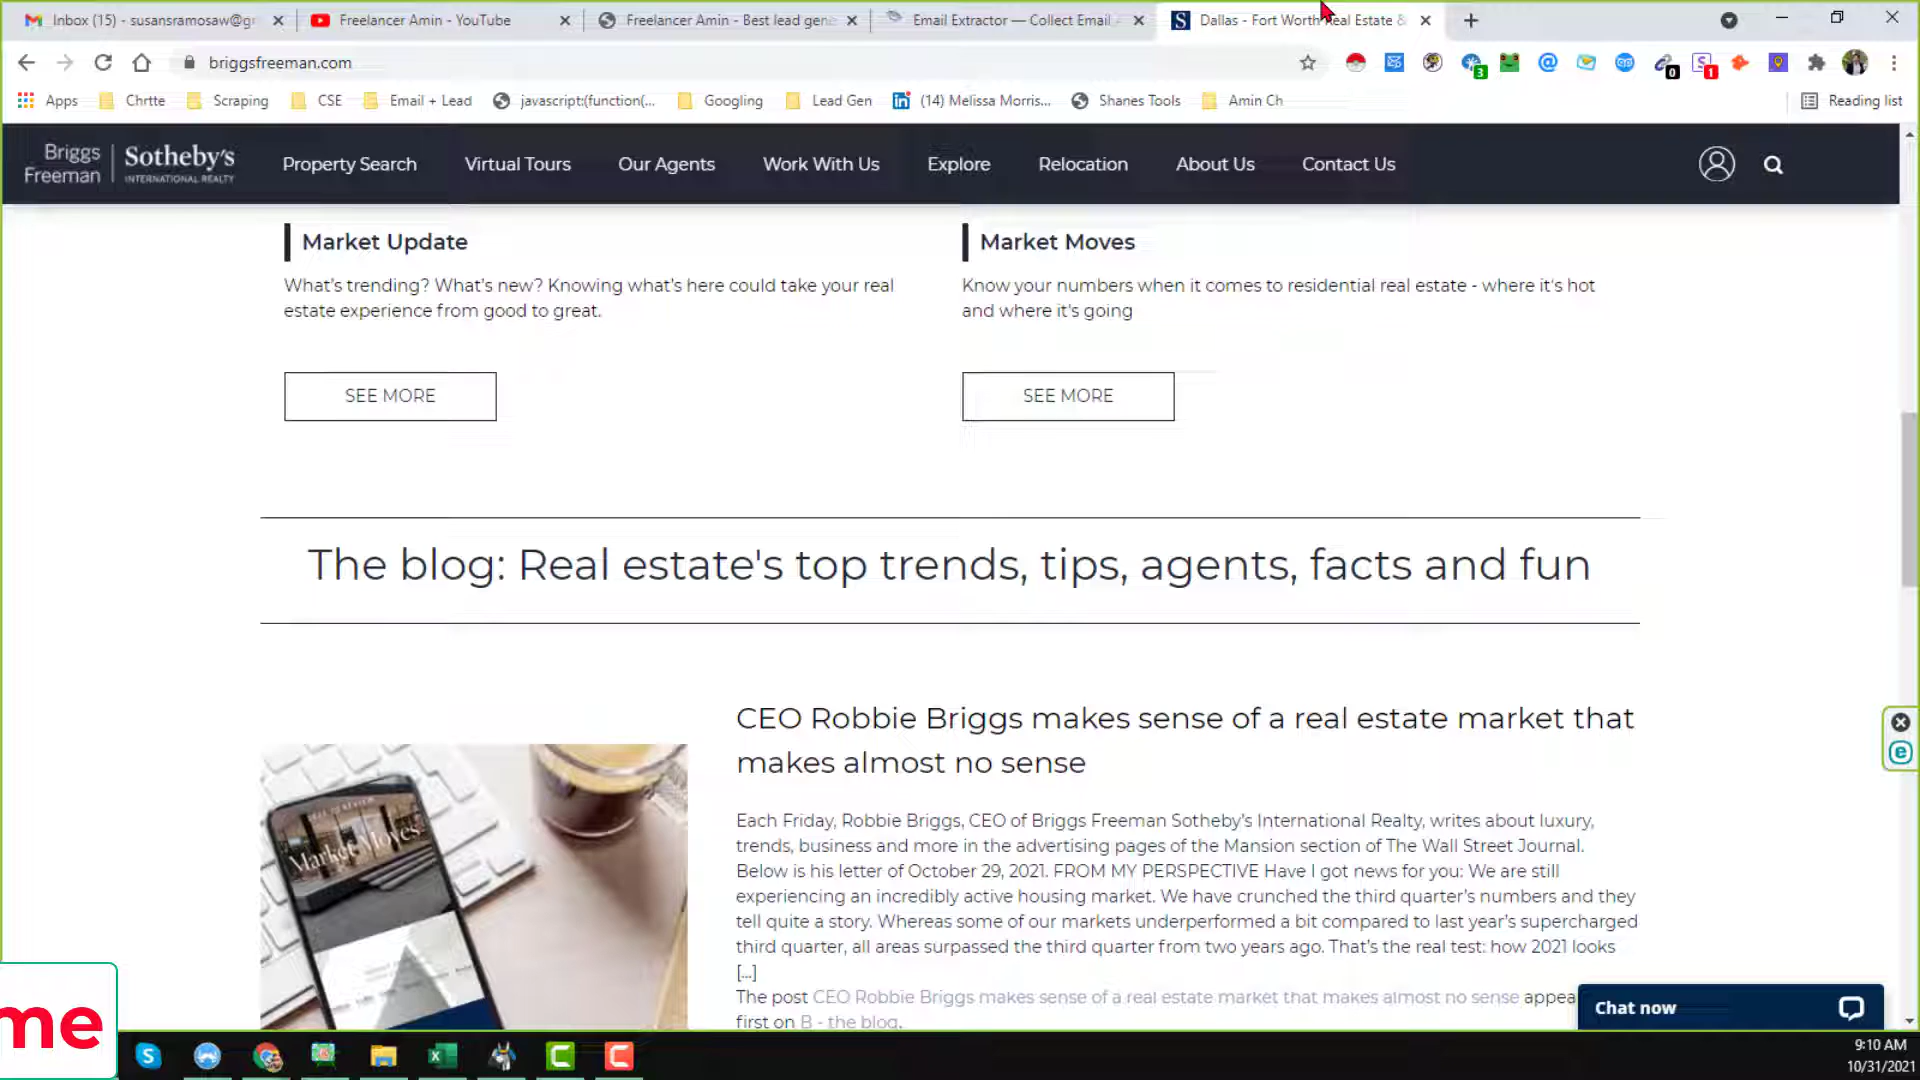 Inbox (15) - susansramosaw@g
Freelancer Amin - YouTube
Freelancer Amin - Best lead gen
Email Extractor — Collect Email -
Dallas - Fort Worth Real Estate &
briggsfreeman.com
3
0
1
Apps
Chrtte
Scraping
CSE
Email + Lead
javascript:(function(...
Googling
Lead Gen
(14) Melissa Morris...
Shanes Tools
Amin Ch
Reading list
Briggs
Freeman
Sotheby's
INTERNATIONAL REALTY
Property Search
Virtual Tours
Our Agents
Work With Us
Explore
Relocation
About Us
Contact Us
Market Update
What's trending? What's new? Knowing what's here could take your real
estate experience from good to great.
SEE MORE
Market Moves
Know your numbers when it comes to residential real estate - where it's hot
and where it's going
SEE MORE
The blog: Real estate's top trends, tips, agents, facts and fun
Market Moves
CEO Robbie Briggs makes sense of a real estate market that
makes almost no sense
Each Friday, Robbie Briggs, CEO of Briggs Freeman Sotheby's International Realty, writes about luxury,
trends, business and more in the advertising pages of the Mansion section of The Wall Street Journal.
Below is his letter of October 29, 2021. FROM MY PERSPECTIVE Have I got news for you: We are still
experiencing an incredibly active housing market. We have crunched the third quarter's numbers and they
tell quite a story. Whereas some of our markets underperformed a bit compared to last year's supercharged
third quarter, all areas surpassed the third quarter from two years ago. That's the real test: how 2021 looks
[...]
The post CEO Robbie Briggs makes sense of a real estate market that makes almost no sense appea
first on B - the blog.
Chat now
me
9:10 AM
10/31/2021